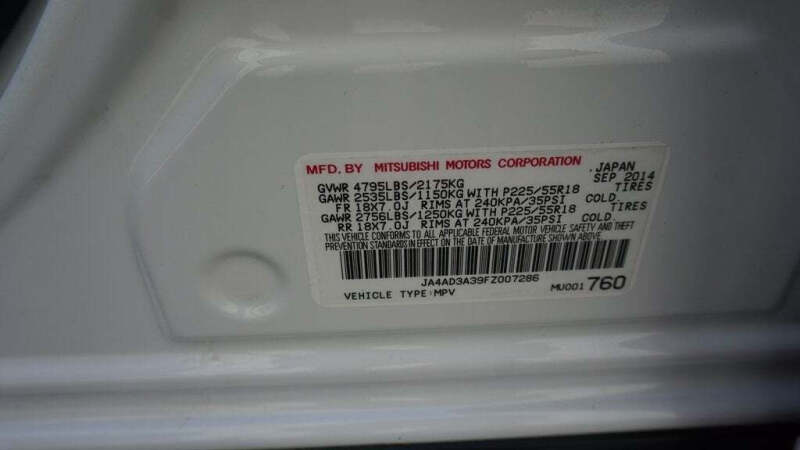 MFD. BY MITSUBISHI MOTORS CORPORATION , JAPAN
GVWR 4795LBS/2175KG SEP 2014
GAWR 2535LBS/1150KG WITH P225/55R18 TIRES
FR 18X7.0J RIMS AT 240KPA/35PSI COLD
GAWR 2756LBS/1250KG WITH P225/55R18 TIRES
RR 18X7.0J RIMS AT 240KPA/35PSI COLD.
THIS VEHICLE CONFORMS TO ALL APPLICABLE FEDERAL MOTOR VEHICLE SAFETY AND THEFT
PREVENTION STANDARDS IN EFFECT ON THE DATE OF MANUFACTURE SHOWN ABOVE.
JA4AD3A39FZ007286
VEHICLE TYPE:MPV MU001 760